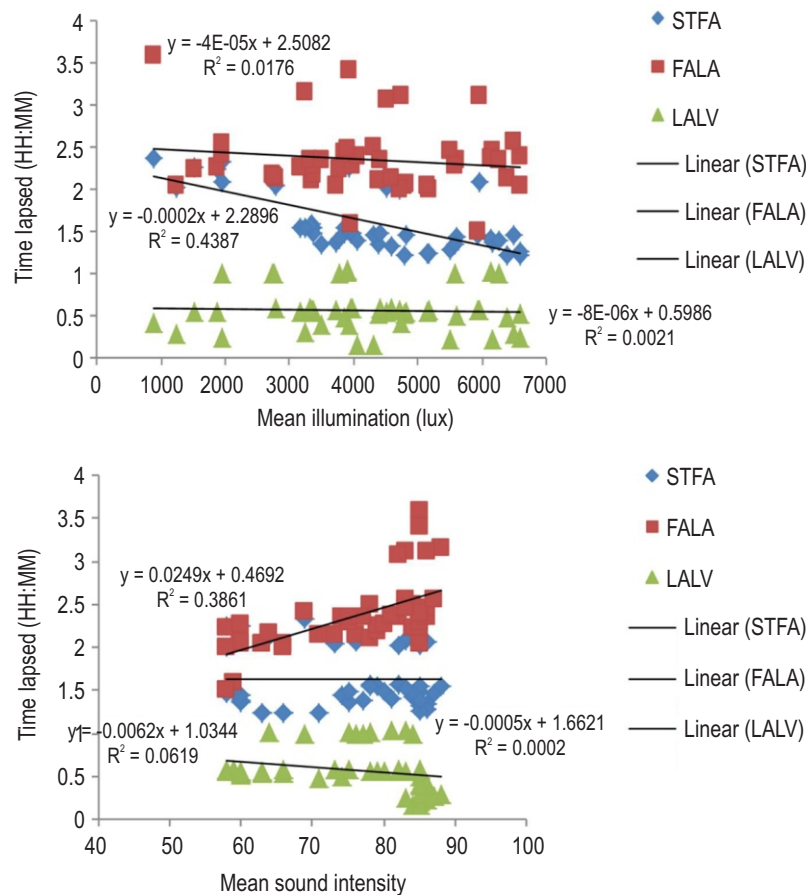 4
3.5
3
2.5
2
1.5
1
0.5
0
Time lapsed (HH:MM)
y = -4E-05x + 2.5082
R² = 0.0176
y = -0.0002x + 2.2896
R² = 0.4387
y = -8E-06x + 0.5986
R² = 0.0021
0 1000 2000 3000 4000 5000 6000 7000
Mean illumination (lux)
STFA
FALA
LALV
Linear (STFA)
Linear (FALA)
Linear (LALV)
4
3.5
3
2.5
2
1.5
1
0.5
0
Time lapsed (HH:MM)
y = 0.0249x + 0.4692
R² = 0.3861
y = -0.0062x + 1.0344
R² = 0.0619
y = -0.0005x + 1.6621
R² = 0.0002
40 50 60 70 80 90 100
Mean sound intensity
STFA
FALA
LALV
Linear (STFA)
Linear (FALA)
Linear (LALV)